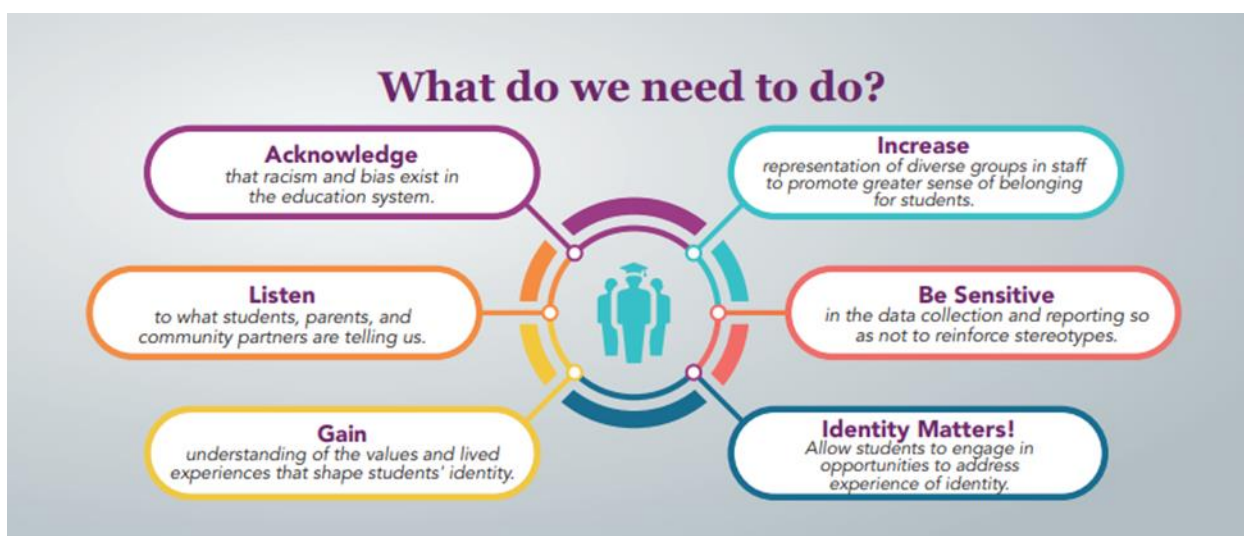 What do we need to do?
Acknowledge
that racism and bias exist in
the education system.
Listen
to what students, parents, and
community partners are telling us.
Gain
understanding of the values and lived
experiences that shape students' identity.
Increase
representation of diverse groups in staff
to promote greater sense of belonging
for students.
Be Sensitive
in the data collection and reporting so
as not to reinforce stereotypes.
Identity Matters!
Allow students to engage in
opportunities to address
experience of identity.